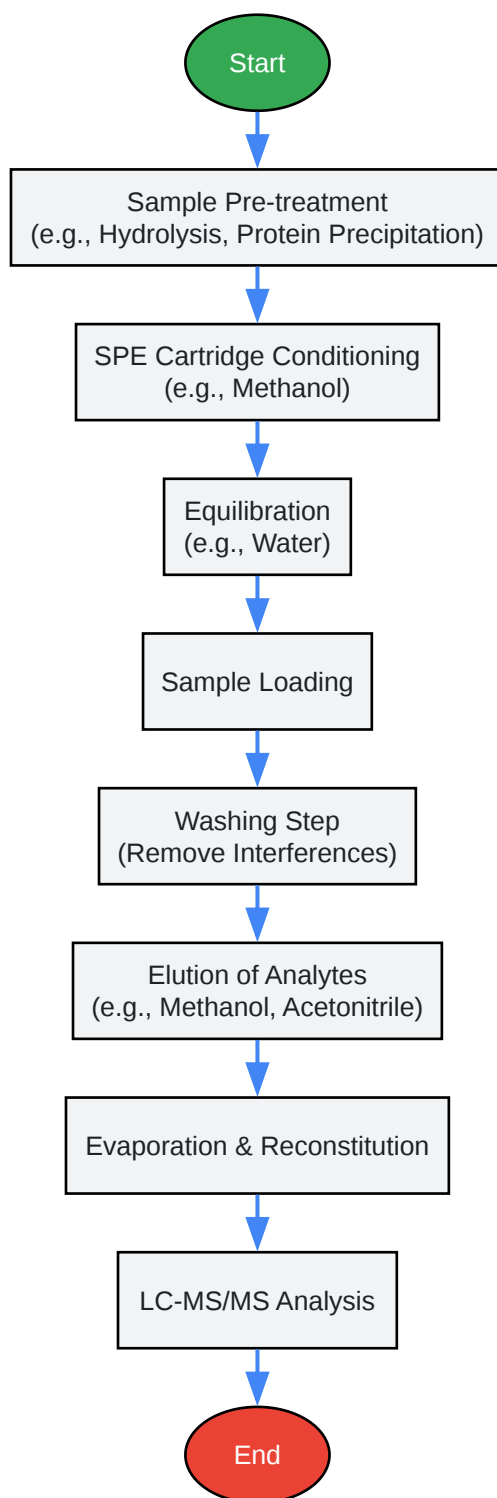 Start
Sample Pre-treatment
(e.g., Hydrolysis, Protein Precipitation)
SPE Cartridge Conditioning
(e.g., Methanol)
Equilibration
(e.g., Water)
Sample Loading
Washing Step
(Remove Interferences)
Elution of Analytes
(e.g., Methanol, Acetonitrile)
Evaporation & Reconstitution
LC-MS/MS Analysis
End